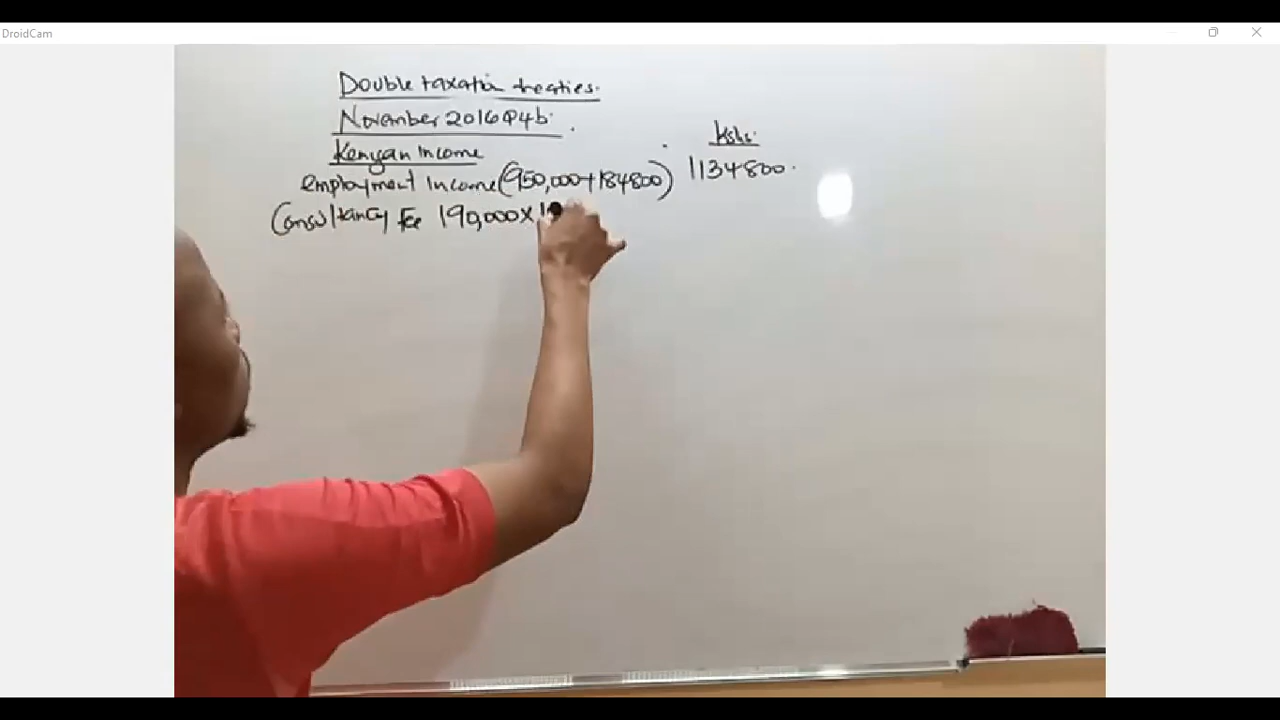 DroidCam
Double taxation treaties.
November 2016 Q4b.
Kenyan Income
Kshs.
employment Income (950,000+184800) 1134800.
Consultancy Fee 190,000 x